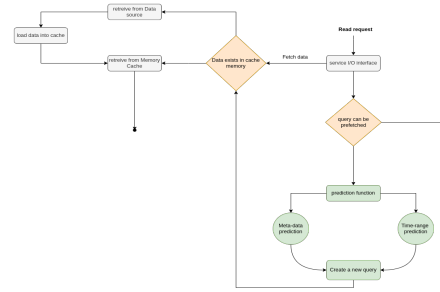 retreive from Data
source
Read request
load data into cache
retreive from Memory
Cache
Data exists in cache
memory
Fetch data
service I/O interface
query can be
prefetched
prediction function
Meta-data
prediction
Time-range
prediction
Create a new query